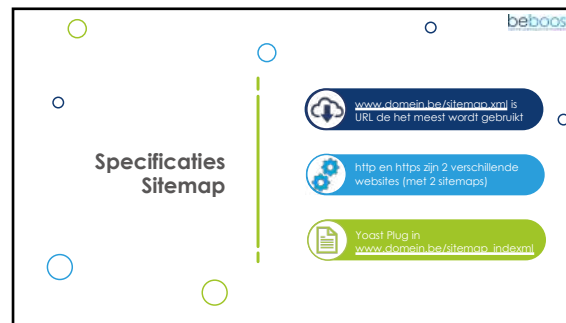 beboos
Specificaties
Sitemap
www.domein.be/sitemap.xml is
URL de het meest wordt gebruikt
http en https zijn 2 verschillende
websites (met 2 sitemaps)
Yoast Plug in
www.domein.be/sitemap_indexml